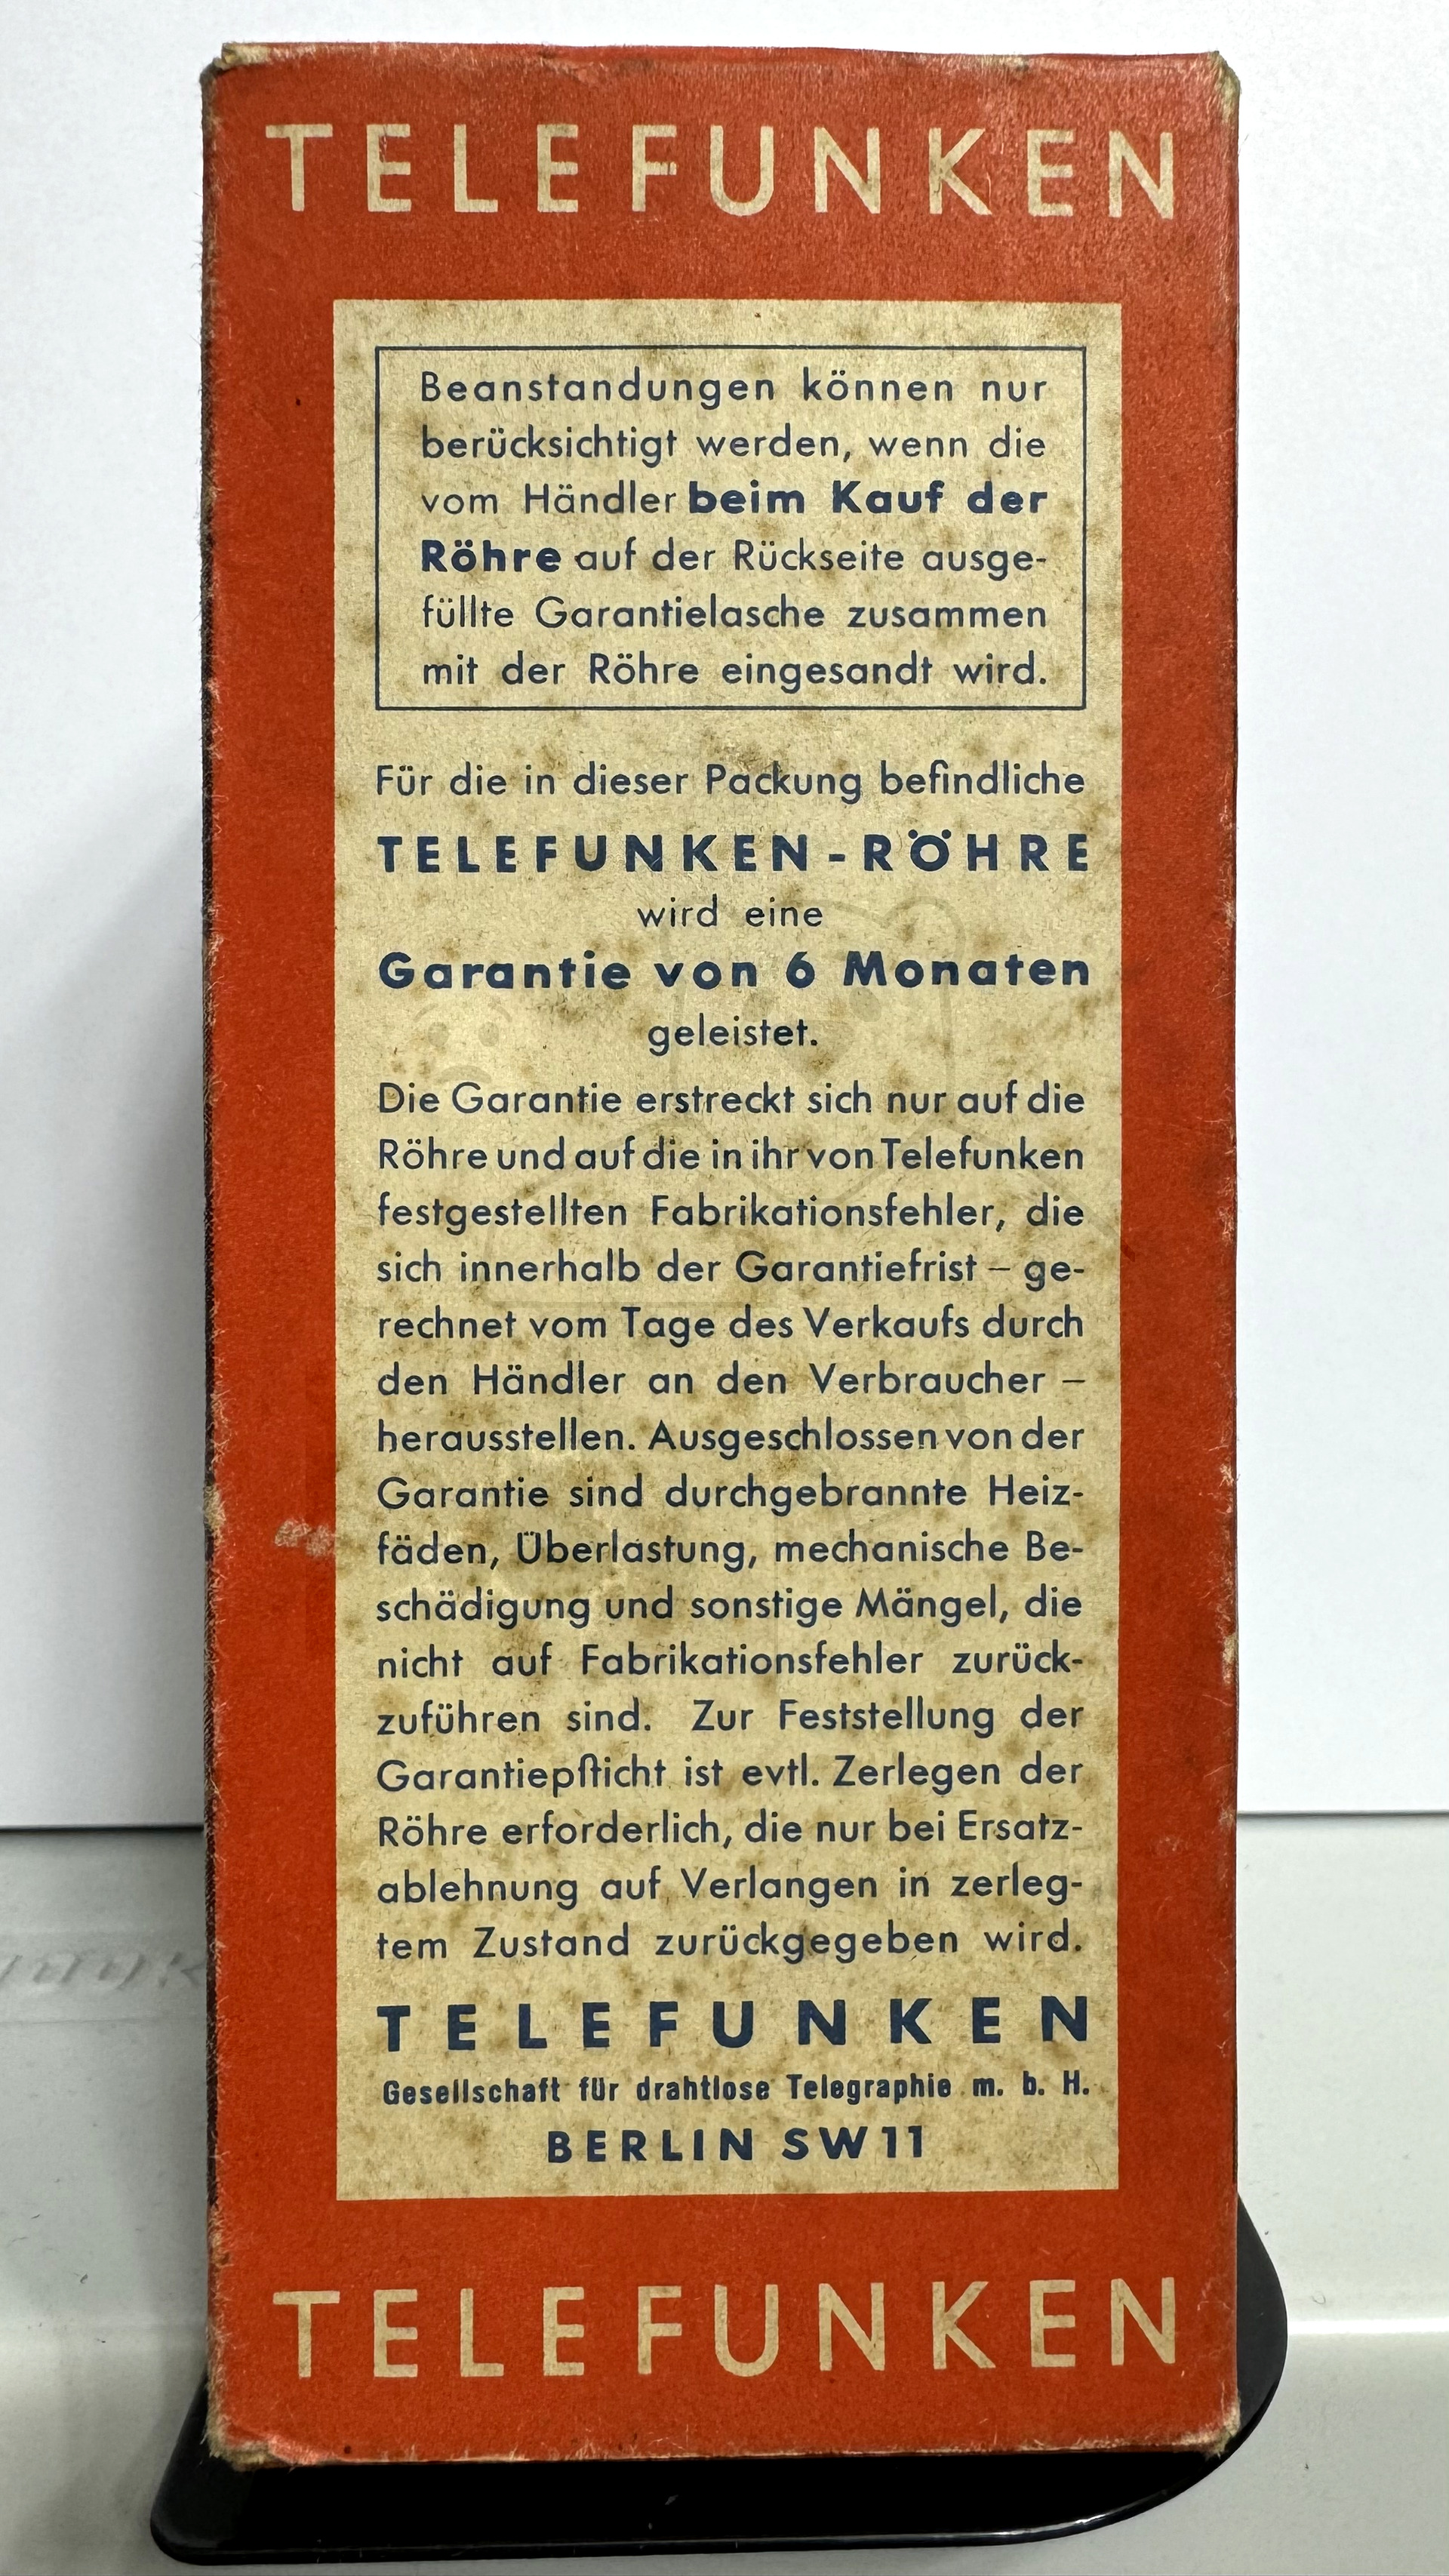 TELEFUNKEN
Beanstandungen können nur
berücksichtigt werden, wenn die
vom Händler beim Kauf der
Röhre auf der Rückseite ausge-
füllte Garantielasche zusammen
mit der Röhre eingesandt wird.
Für die in dieser Packung befindliche
TELEFUNKEN-RÖHRE
wird eine
Garantie von 6 Monaten
geleistet.
Die Garantie erstreckt sich nur auf die
Röhre und auf die in ihr von Telefunken
festgestellten Fabrikationsfehler, die
sich innerhalb der Garantiefrist – ge-
rechnet vom Tage des Verkaufs durch
den Händler an den Verbraucher –
herausstellen. Ausgeschlossen von der
Garantie sind durchgebrannte Heiz-
fäden, Überlastung, mechanische Be-
schädigung und sonstige Mängel, die
nicht auf Fabrikationsfehler zurück-
zuführen sind. Zur Feststellung der
Garantiepflicht ist evtl. Zerlegen der
Röhre erforderlich, die nur bei Ersatz-
ablehnung auf Verlangen in zerleg-
tem Zustand zurückgegeben wird.
TELEFUNKEN
Gesellschaft für drahtlose Telegraphie m. b. H.
BERLIN SW11
TELEFUNKEN